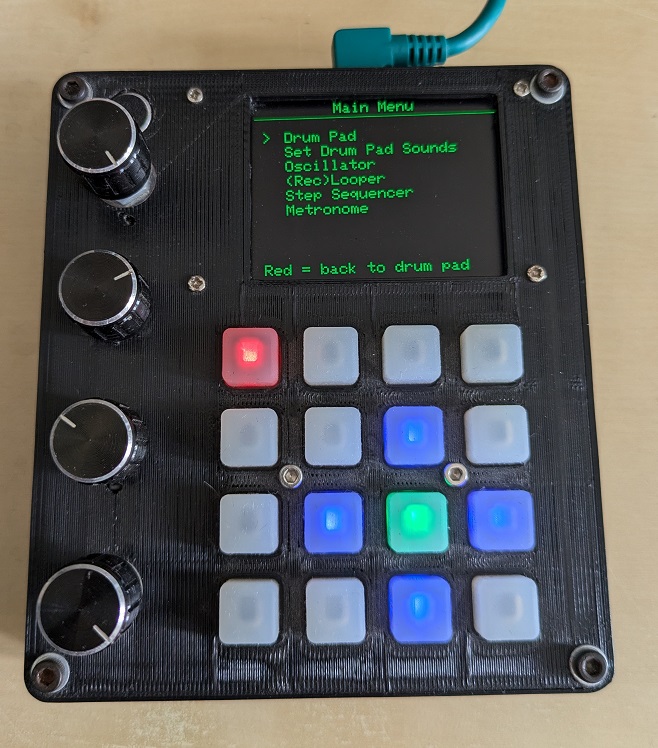 Main Menu
> Drum Pad
Set Drum Pad Sounds
Oscillator
(Rec)Looper
Step Sequencer
Metronome
Red = back to drum pad